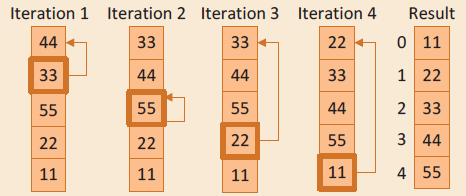 Iteration 1 Iteration 2 Iteration 3 Iteration 4 Result
44 33 33 22 0 11
33 44 44 33 1 22
55 55 55 44 2 33
22 22 22 55 3 44
11 11 11 11 4 55